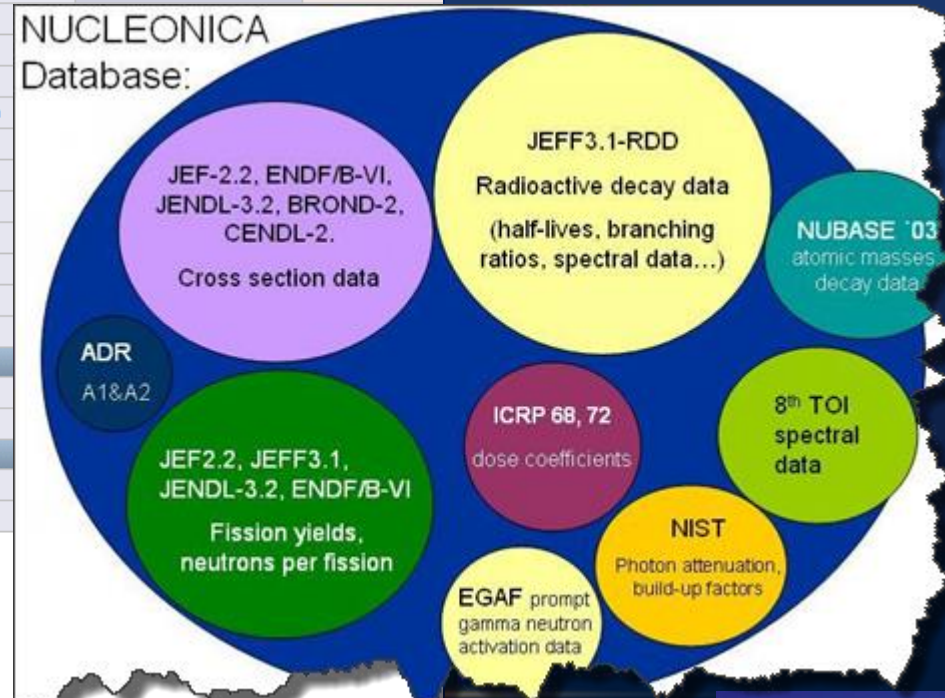 NUCLEONICA
Database:
JEF-2.2, ENDF/B-VI,
JENDL-3.2, BROND-2,
CENDL-2.
Cross section data
JEFF3.1-RDD
Radioactive decay data
(half-lives, branching
ratios, spectral data...)
NUBASE ´03
atomic masses
decay data
ADR
A1&A2
JEF2.2, JEFF3.1,
JENDL-3.2, ENDF/B-VI
Fission yields,
neutrons per fission
ICRP 68, 72
dose coefficients
8th TOI
spectral
data
NIST
Photon attenuation,
build-up factors
EGAF prompt
gamma neutron
activation data